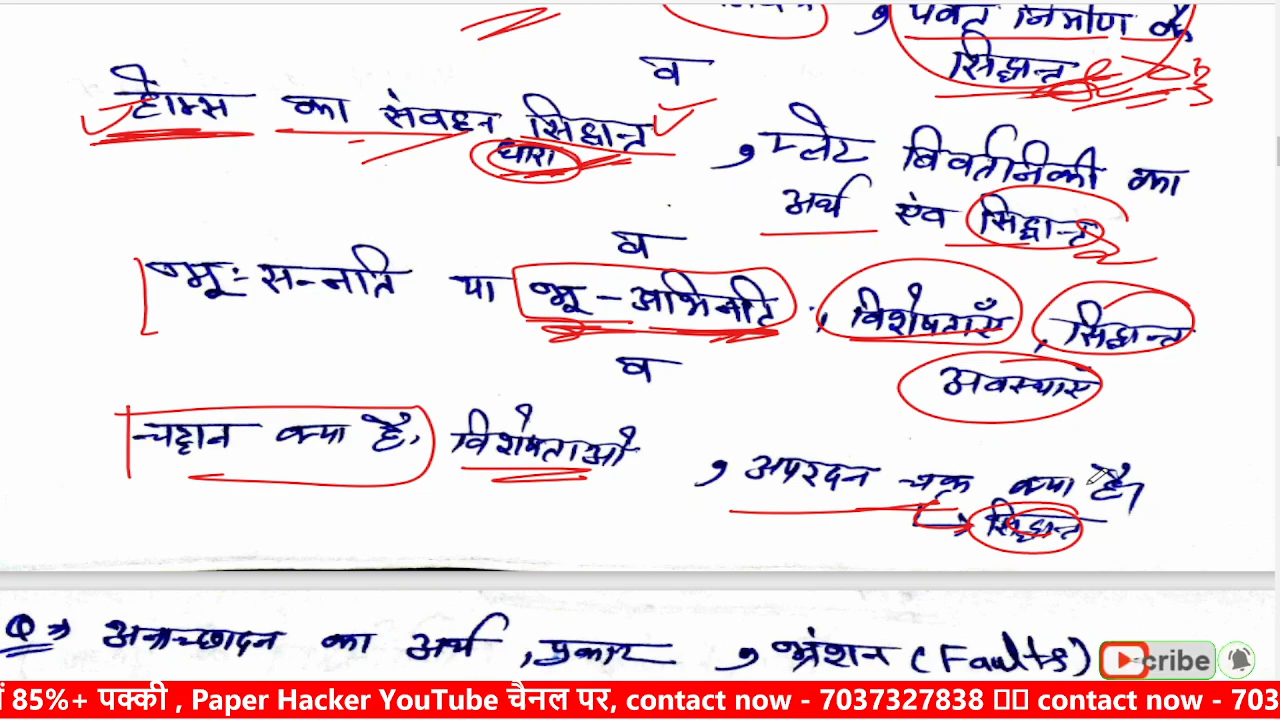 , पर्वत निर्माण के
सिद्धान्त
व
होम्स का संवहन सिद्धान्त
धारा
, प्लेट विवर्तनिकी का
अर्थ एंव सिद्धान्त
व
भू-सन्नति या भू-अभिनति, विशेषताएँ, सिद्धान्त
अवस्थाएं
व
चट्टान क्या है, विशेषताओं
, अपरदन चक्र क्या है,
सिद्धान्त
Q⇒ अनाच्छादन का अर्थ, प्रकार, भ्रंशन (Faults)
cribe
ें 85%+ पक्की , Paper Hacker YouTube चैनल पर, contact now - 7037327838 contact now - 703